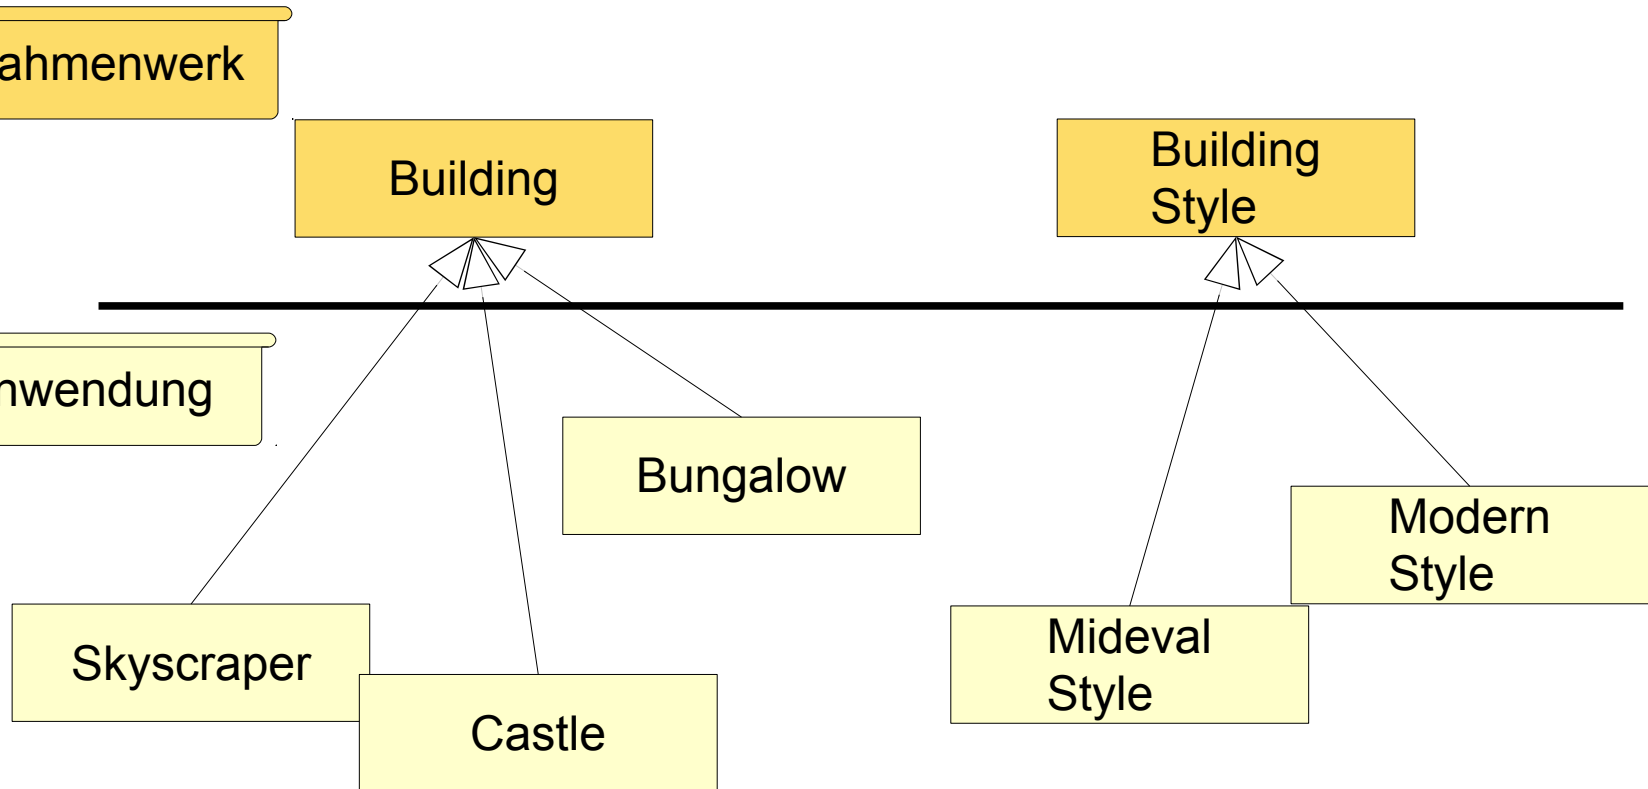 ahmenwerk
Building
Building
Style
nwendung
Bungalow
Modern
Style
Skyscraper
Mideval
Style
Castle